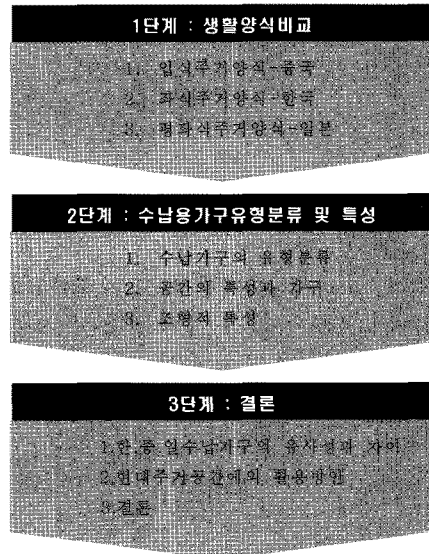 1단계 : 생활양식비교
1. 입식주거양식-중국
2. 좌식주거양식-한국
3. 평좌식주거양식-일본
2단계 : 수납용가구유형분류 및 특성
1. 수납가구의 유형분류
2. 공간의 특성과 가구
3. 조형적 특성
3단계 : 결론
1.한.중.일수납가구의 유사성과 차이
2.현대주거공간에의 활용방안
3.결론